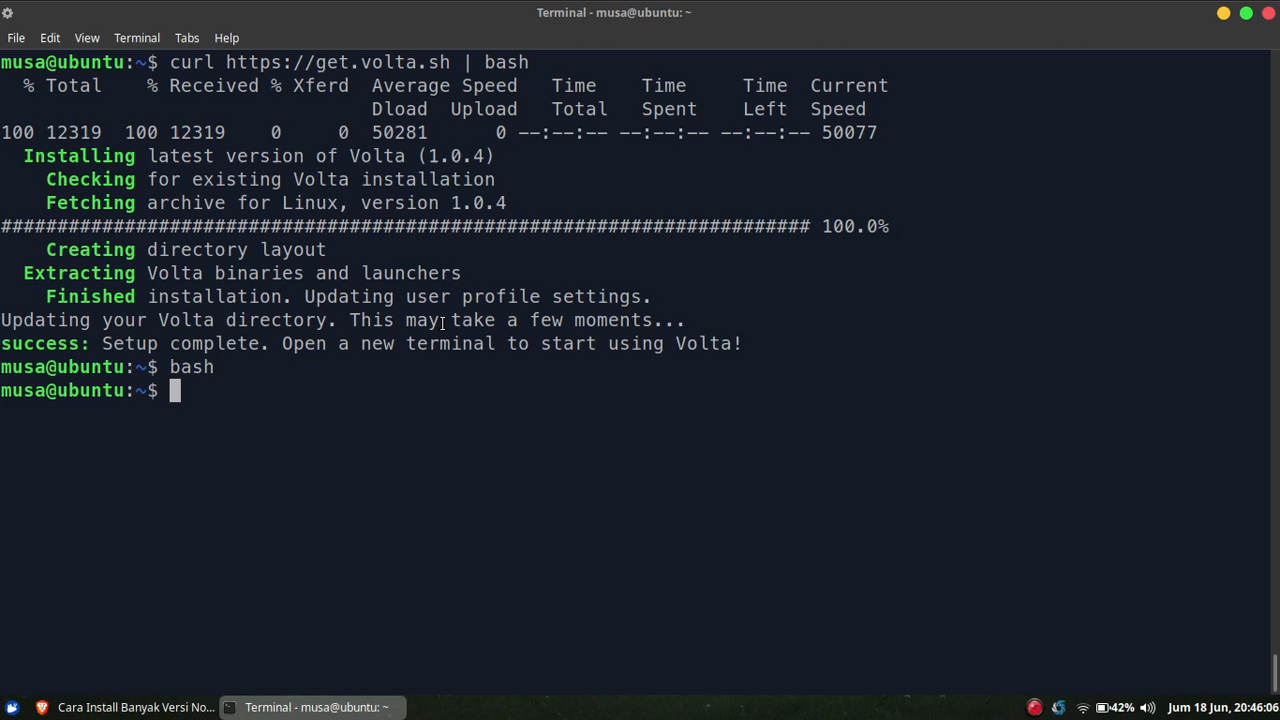 Terminal - musa@ubuntu: ~
File Edit View Terminal Tabs Help
musa@ubuntu:~$ curl https://get.volta.sh | bash
% Total % Received % Xferd Average Speed Time Time Time Current
Dload Upload Total Spent Left Speed
100 12319 100 12319 0 0 50281 0 --:--:-- --:--:-- --:--:-- 50077
Installing latest version of Volta (1.0.4)
Checking for existing Volta installation
Fetching archive for Linux, version 1.0.4
######################################################################## 100.0%
Creating directory layout
Extracting Volta binaries and launchers
Finished installation. Updating user profile settings.
Updating your Volta directory. This may take a few moments...
success: Setup complete. Open a new terminal to start using Volta!
musa@ubuntu:~$ bash
musa@ubuntu:~$
Cara Install Banyak Versi No... Terminal - musa@ubuntu: ~ 42% Jum 18 Jun, 20:46:06